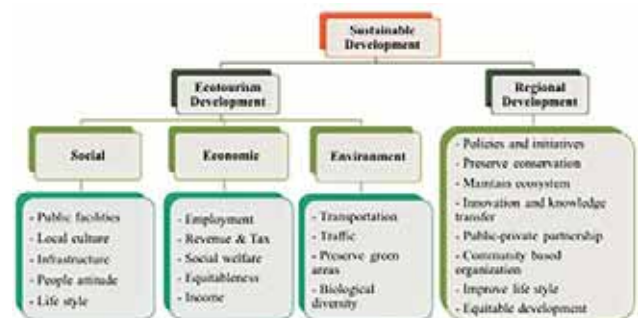 Sustainable
Development
Ecotourism
Development
Regional
Development
Social
Economic
Environment
- Public facilities
- Local culture
- Infrastructure
- People attitude
- Life style
- Employment
- Revenue & Tax
- Social welfare
- Equitableness
- Income
- Transportation
- Traffic
- Preserve green
areas
- Biological
diversity
- Policies and initiatives
- Preserve conservation
- Maintain ecosystem
- Innovation and knowledge
transfer
- Public-private partnership
- Community based
organization
- Improve life style
- Equitable development